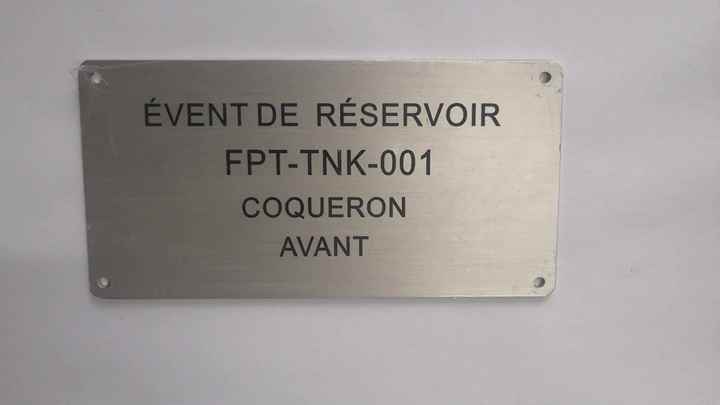 ÉVENT DE RÉSERVOIR
FPT-TNK-001
COQUERON
AVANT